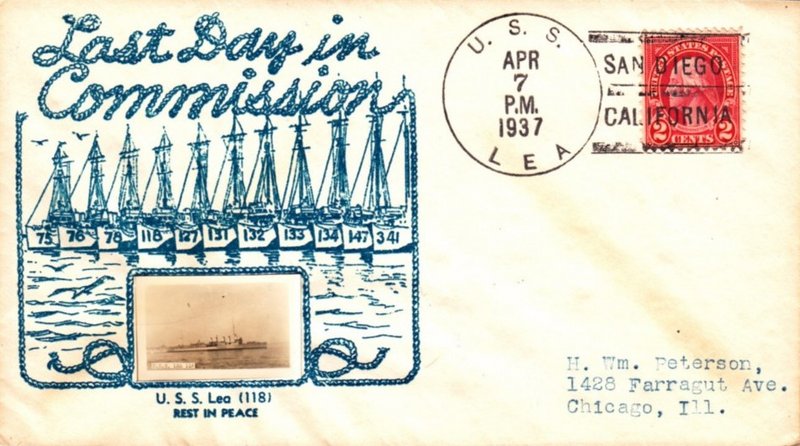 Last Day in
Commission
75 76 78 118 127 131 132 133 134 147 341
U. S. S. Lea (118)
REST IN PEACE
U. S. S.
APR
7
P.M.
1937
LEA
SAN DIEGO
CALIFORNIA
UNITED STATES POSTAGE
2 CENTS 2
H. Wm. Peterson,
1428 Farragut Ave.
Chicago, Ill.